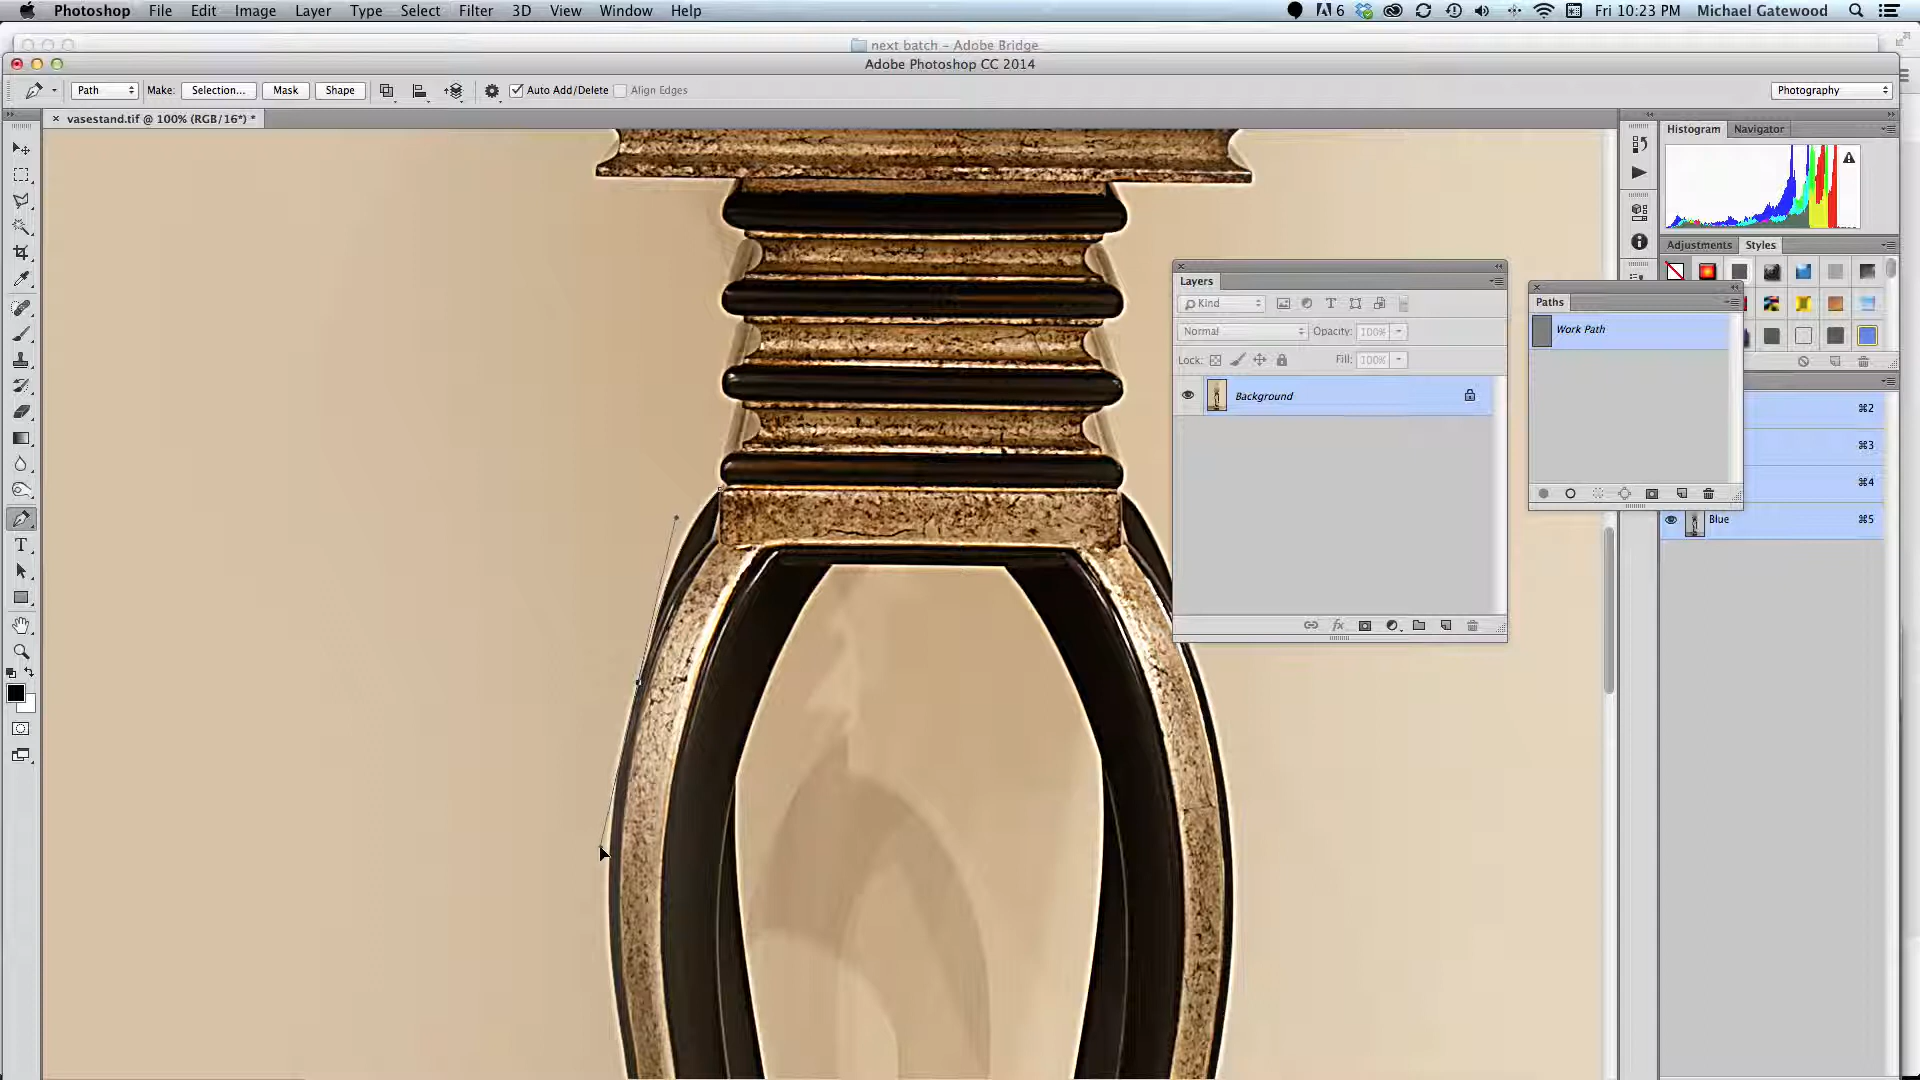 Photoshop File Edit Image Layer Type Select Filter 3D View Window Help 6 Fri 10:23 PM Michael Gatewood
next batch – Adobe Bridge
Adobe Photoshop CC 2014
Path Make: Selection... Mask Shape Auto Add/Delete Align Edges Photography
× vasestand.tif @ 100% (RGB/16*) *
Histogram Navigator
Adjustments Styles
Layers
Kind
Normal Opacity: 100%
Lock: Fill: 100%
Background
Paths
Work Path
⌘2
⌘3
⌘4
Blue ⌘5